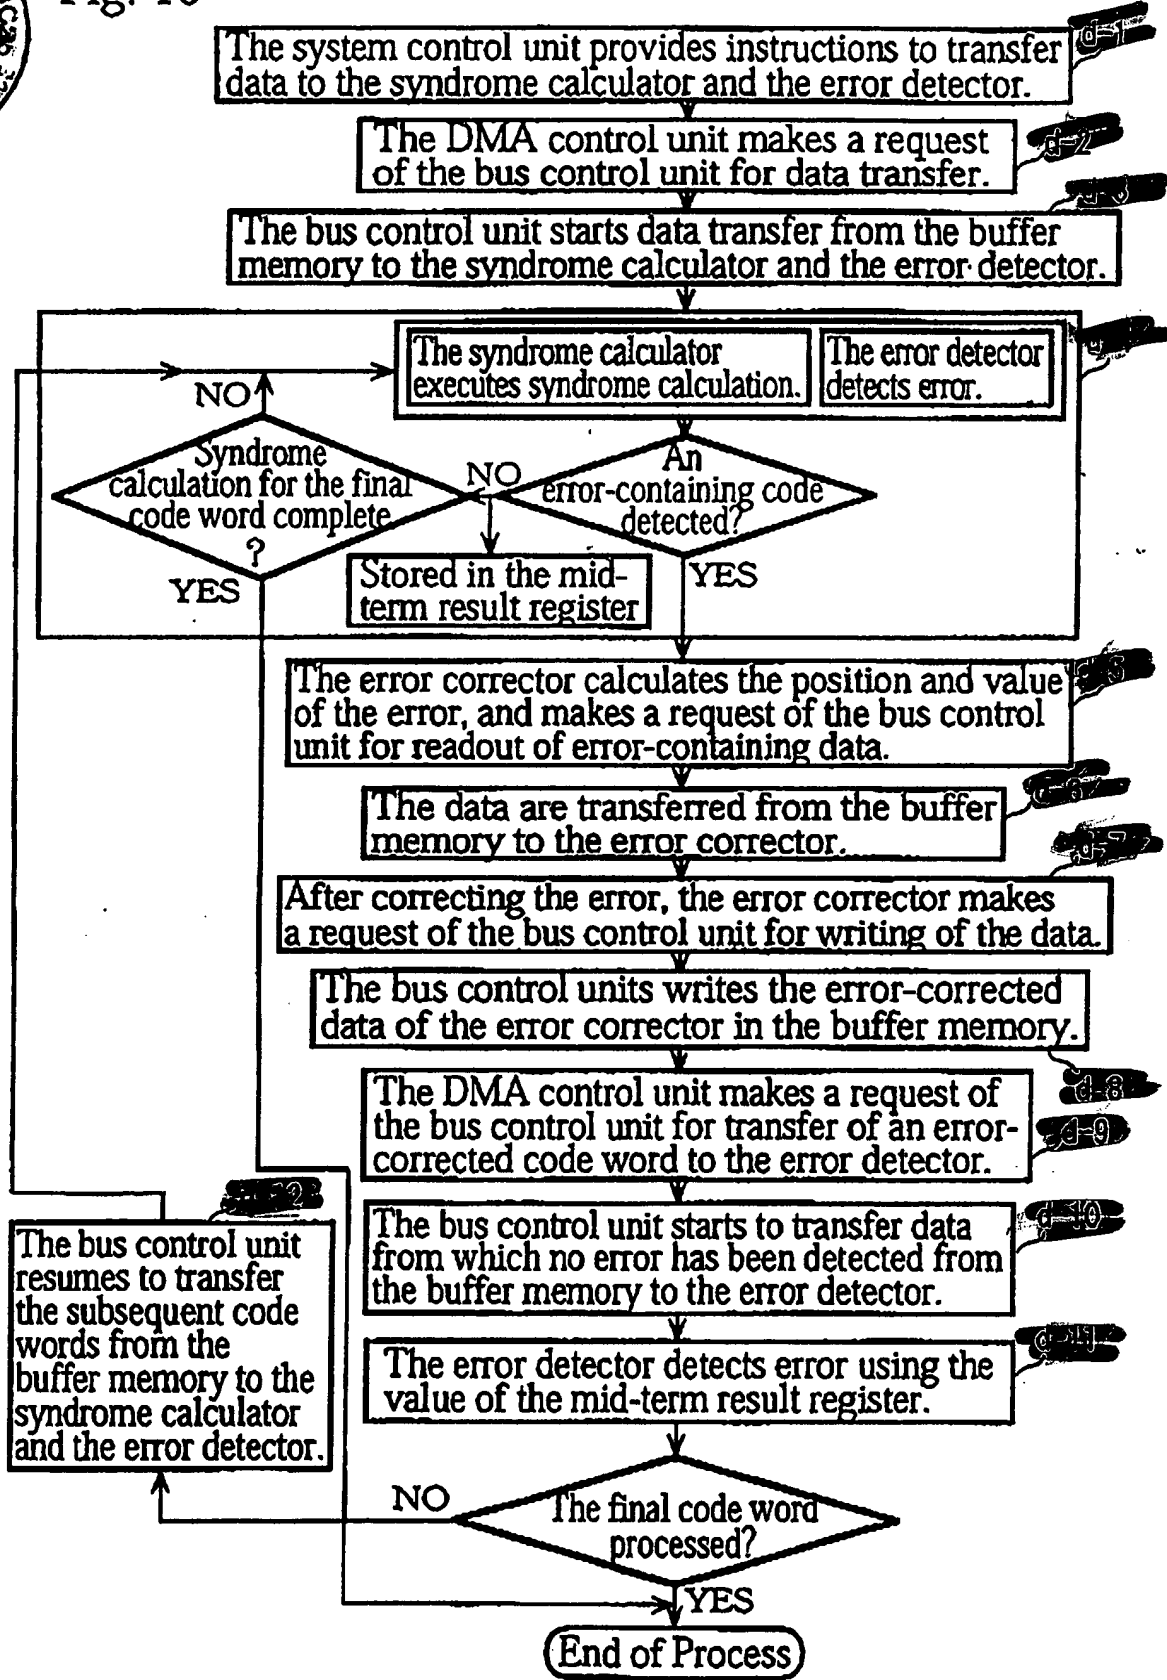 The system control unit provides instructions to transfer
data to the syndrome calculator and the error detector.
d-1
The DMA control unit makes a request
of the bus control unit for data transfer.
d-2
The bus control unit starts data transfer from the buffer
memory to the syndrome calculator and the error detector.
The syndrome calculator
executes syndrome calculation.
The error detector
detects error.
NO
Syndrome
calculation for the final
code word complete
?
NO
An
error-containing code
detected?
YES
Stored in the mid-
term result register
YES
The error corrector calculates the position and value
of the error, and makes a request of the bus control
unit for readout of error-containing data.
d-5
The data are transferred from the buffer
memory to the error corrector.
d-7
After correcting the error, the error corrector makes
a request of the bus control unit for writing of the data.
The bus control units writes the error-corrected
data of the error corrector in the buffer memory.
d-8
The DMA control unit makes a request of
the bus control unit for transfer of an error-
corrected code word to the error detector.
d-9
The bus control unit starts to transfer data
from which no error has been detected from
the buffer memory to the error detector.
d-10
The bus control unit
resumes to transfer
the subsequent code
words from the
buffer memory to the
syndrome calculator
and the error detector.
The error detector detects error using the
value of the mid-term result register.
d-11
NO
The final code word
processed?
YES
End of Process